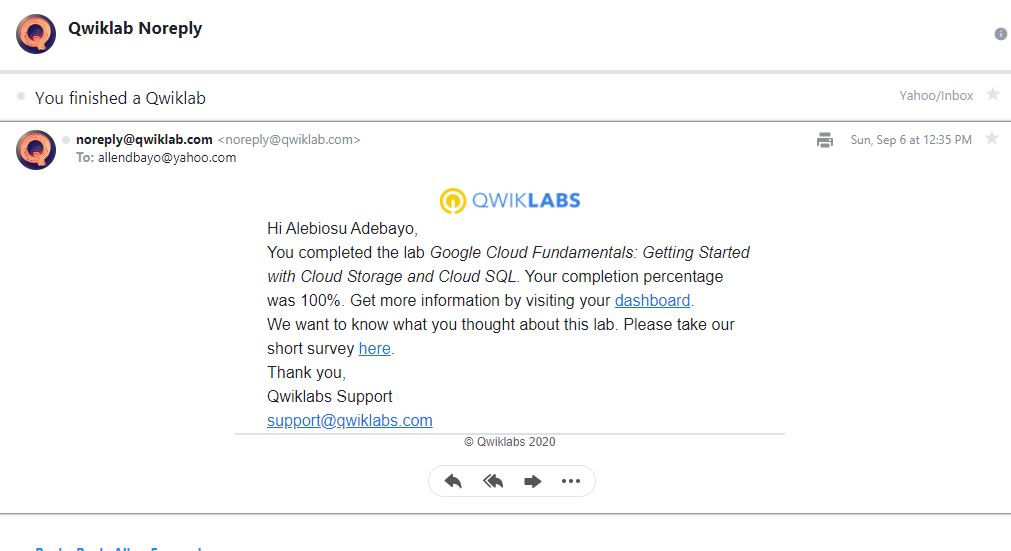 Qwiklab Noreply
You finished a Qwiklab
Yahoo/Inbox
noreply@qwiklab.com <noreply@qwiklab.com>
Sun, Sep 6 at 12:35 PM
To: allendbayo@yahoo.com
QWIKLABS
Hi Alebiosu Adebayo,
You completed the lab Google Cloud Fundamentals: Getting Started
with Cloud Storage and Cloud SQL. Your completion percentage
was 100%. Get more information by visiting your dashboard.
We want to know what you thought about this lab. Please take our
short survey here.
Thank you,
Qwiklabs Support
support@qwiklabs.com
© Qwiklabs 2020